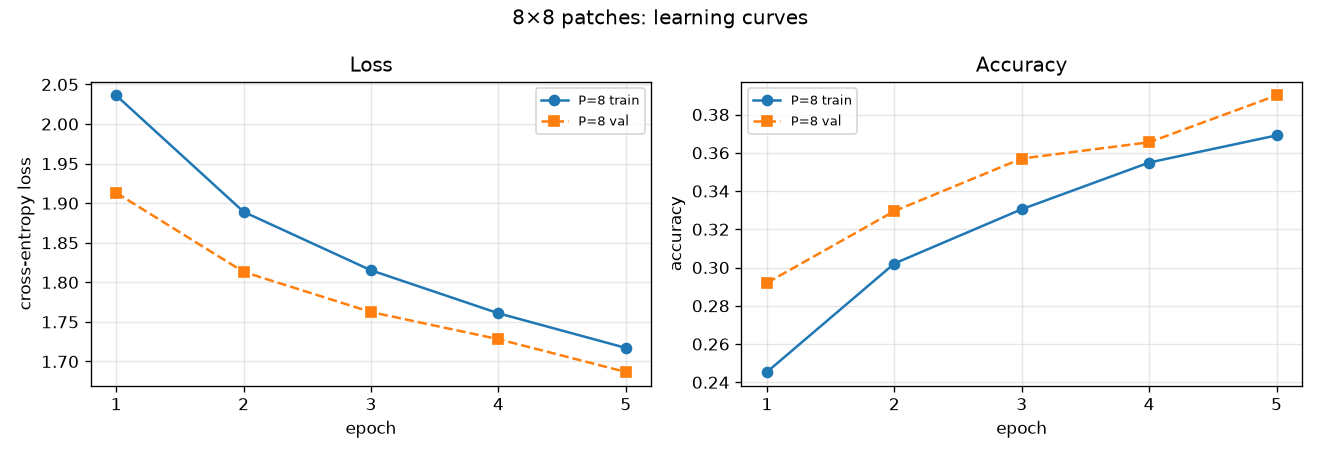 8×8 patches: learning curves
Loss
cross-entropy loss
2.05
2.00
1.95
1.90
1.85
1.80
1.75
1.70
P=8 train
P=8 val
1 2 3 4 5
epoch
Accuracy
accuracy
0.38
0.36
0.34
0.32
0.30
0.28
0.26
0.24
P=8 train
P=8 val
1 2 3 4 5
epoch